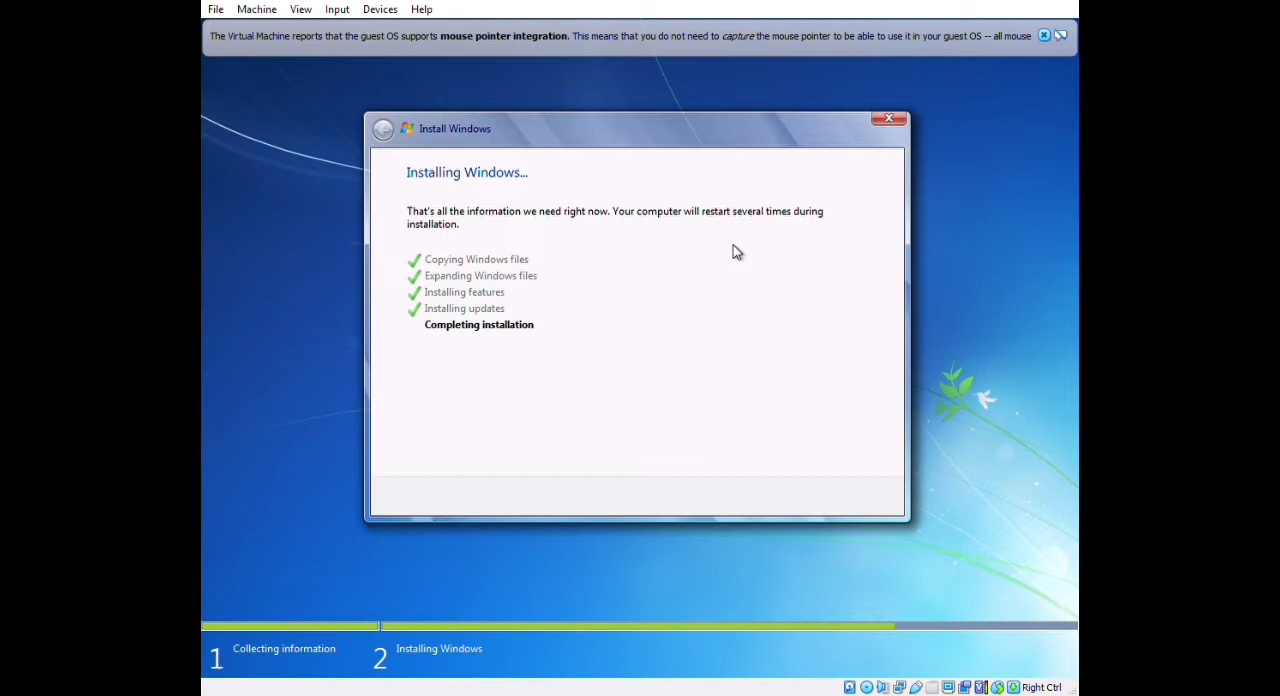 File Machine View Input Devices Help
The Virtual Machine reports that the guest OS supports mouse pointer integration. This means that you do not need to capture the mouse pointer to be able to use it in your guest OS -- all mouse
Install Windows
Installing Windows...
That's all the information we need right now. Your computer will restart several times during
installation.
Copying Windows files
Expanding Windows files
Installing features
Installing updates
Completing installation
1 Collecting information 2 Installing Windows
Right Ctrl